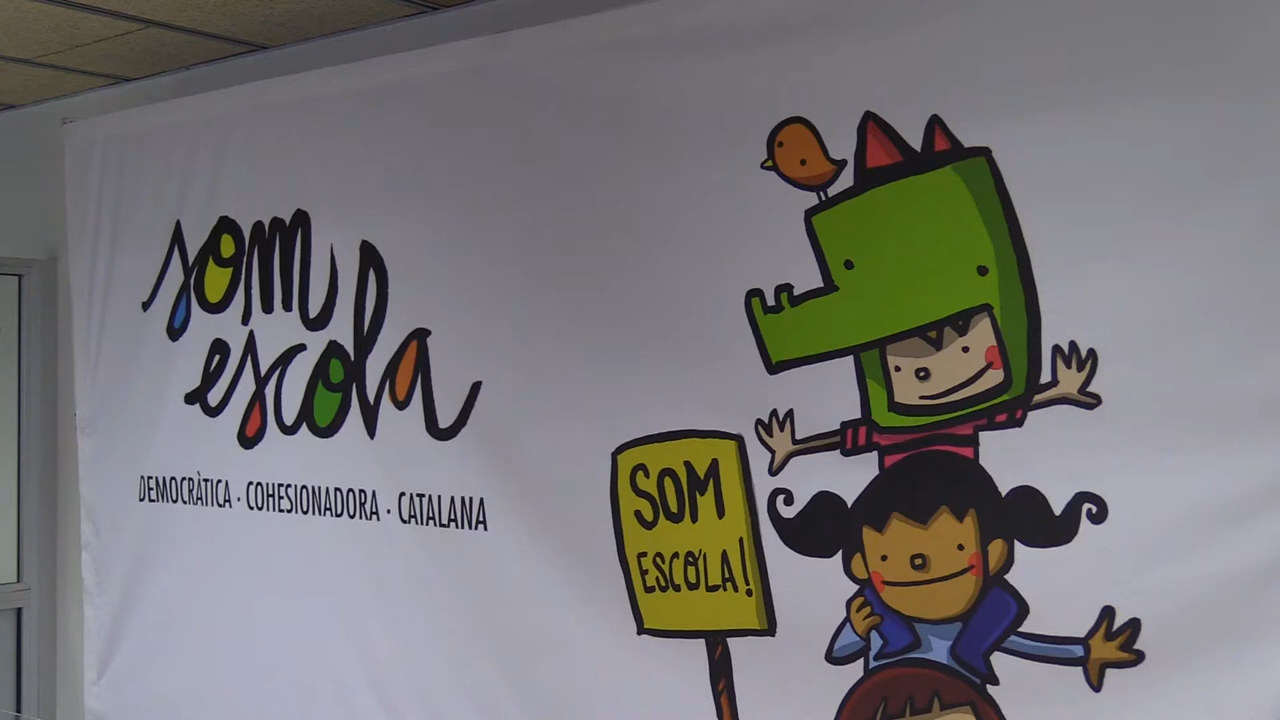 som
escola
DEMOCRÀTICA · COHESIONADORA · CATALANA
SOM
ESCOLA!